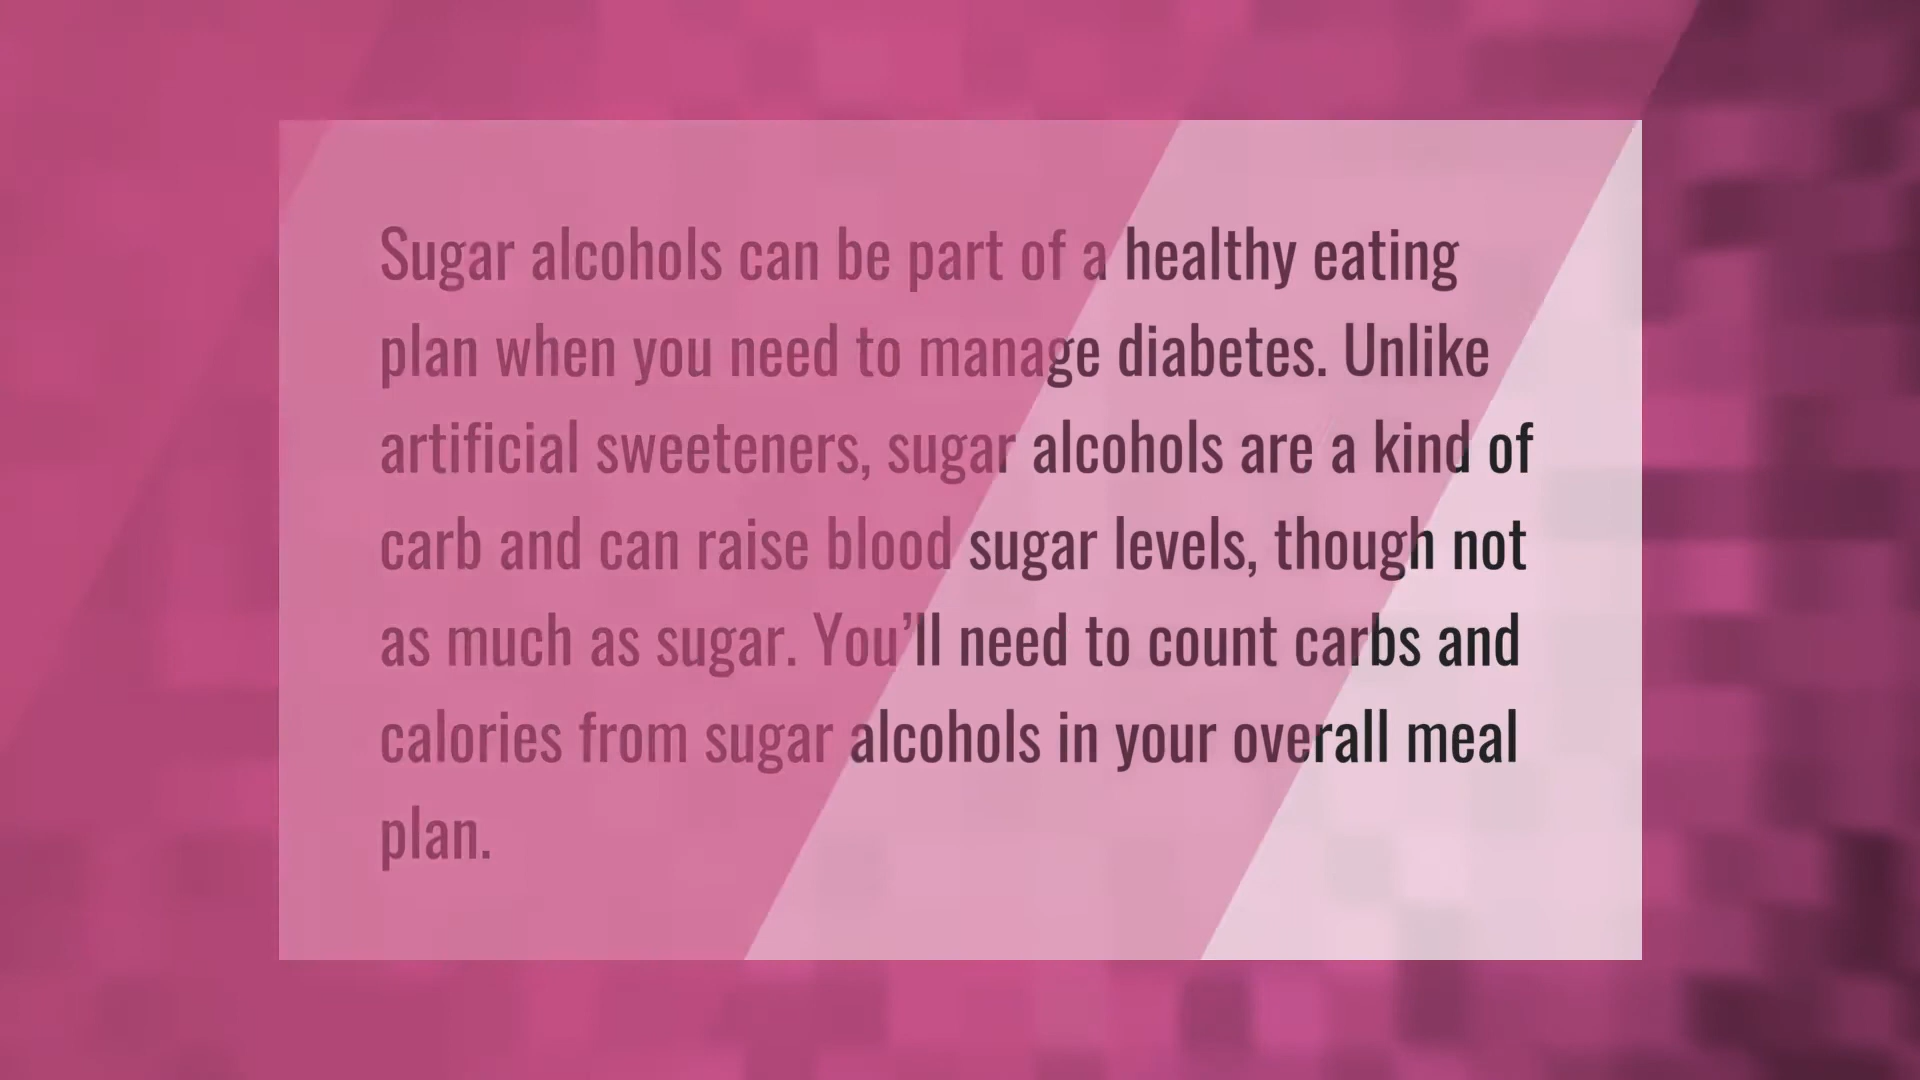 Sugar alcohols can be part of a healthy eating
plan when you need to manage diabetes. Unlike
artificial sweeteners, sugar alcohols are a kind of
carb and can raise blood sugar levels, though not
as much as sugar. You’ll need to count carbs and
calories from sugar alcohols in your overall meal
plan.